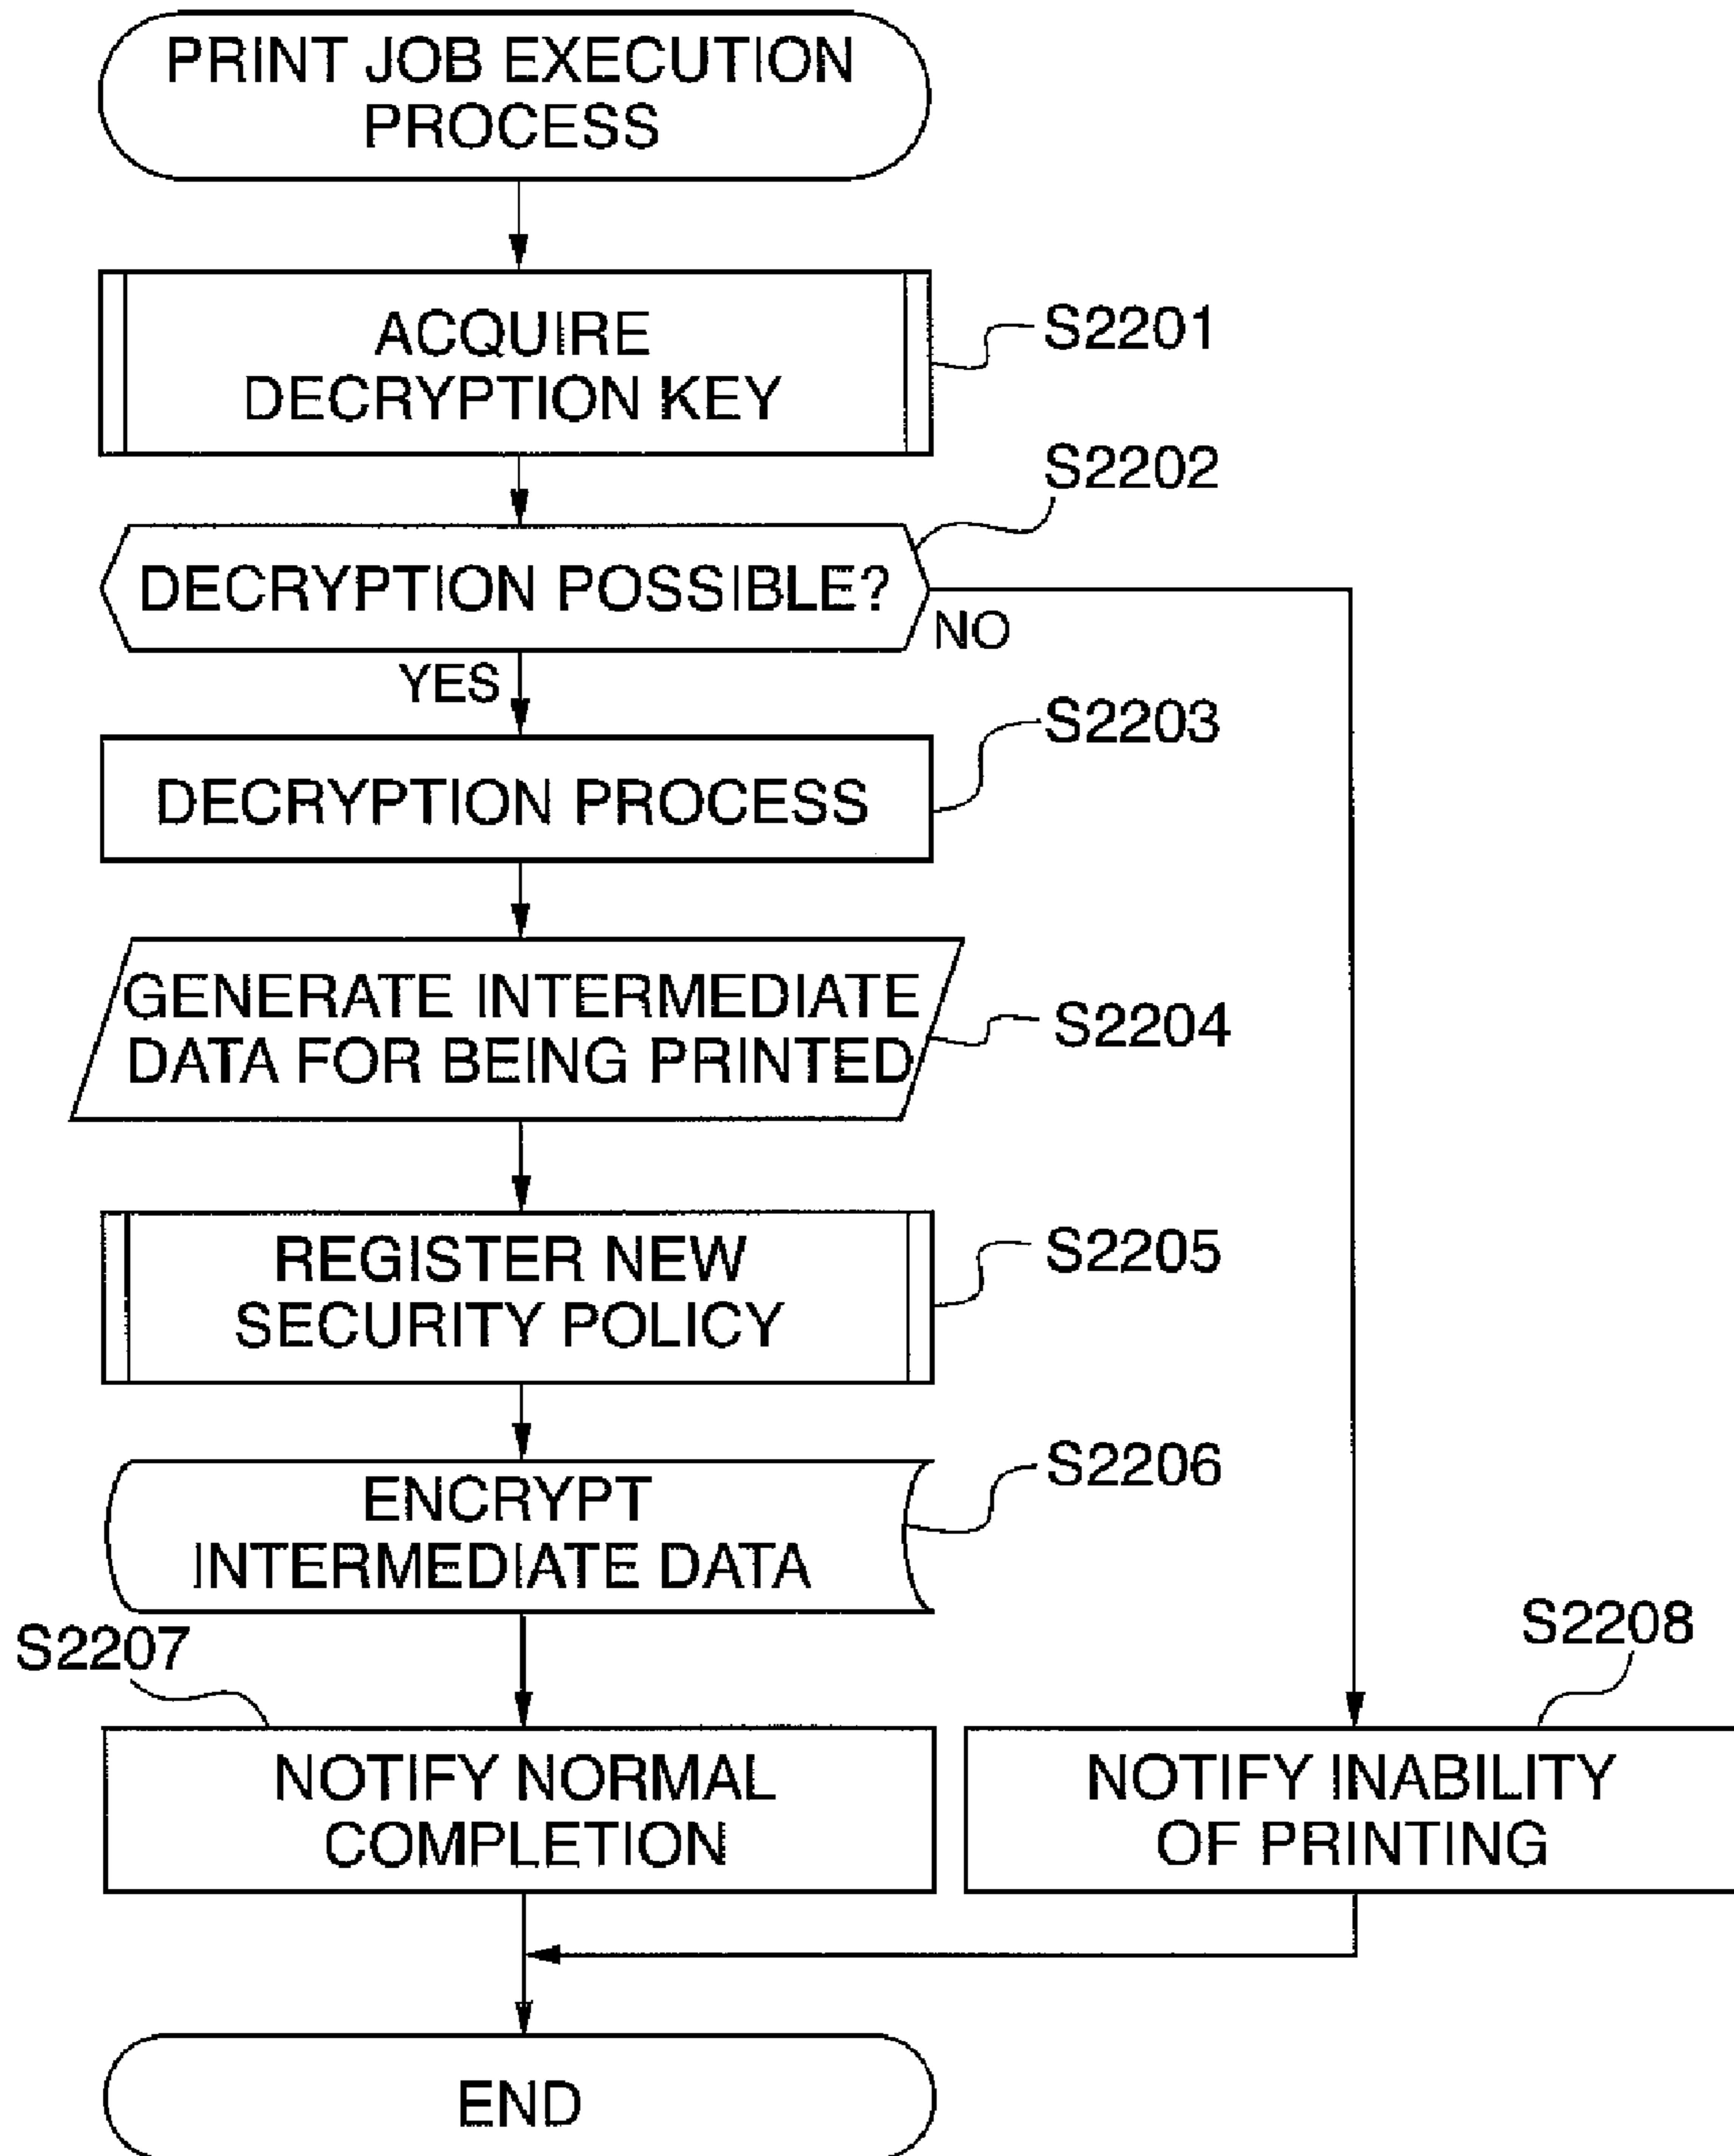 PRINT JOB EXECUTION
PROCESS
ACQUIRE
DECRYPTION KEY
S2201
S2202
DECRYPTION POSSIBLE?
NO
YES
S2203
DECRYPTION PROCESS
GENERATE INTERMEDIATE
DATA FOR BEING PRINTED
S2204
REGISTER NEW
SECURITY POLICY
S2205
ENCRYPT
INTERMEDIATE DATA
S2206
S2207
S2208
NOTIFY NORMAL
COMPLETION
NOTIFY INABILITY
OF PRINTING
END